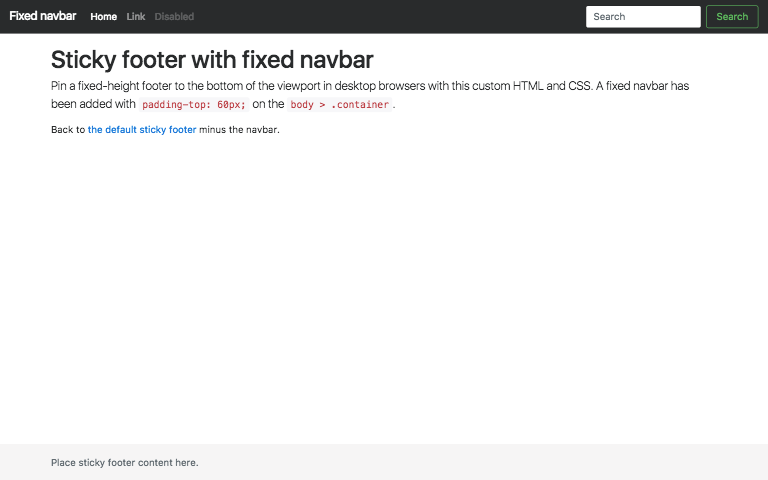 Fixed navbar Home Link Disabled Search Search
Sticky footer with fixed navbar
Pin a fixed-height footer to the bottom of the viewport in desktop browsers with this custom HTML and CSS. A fixed navbar has
been added with padding-top: 60px; on the body > .container.
Back to the default sticky footer minus the navbar.
Place sticky footer content here.